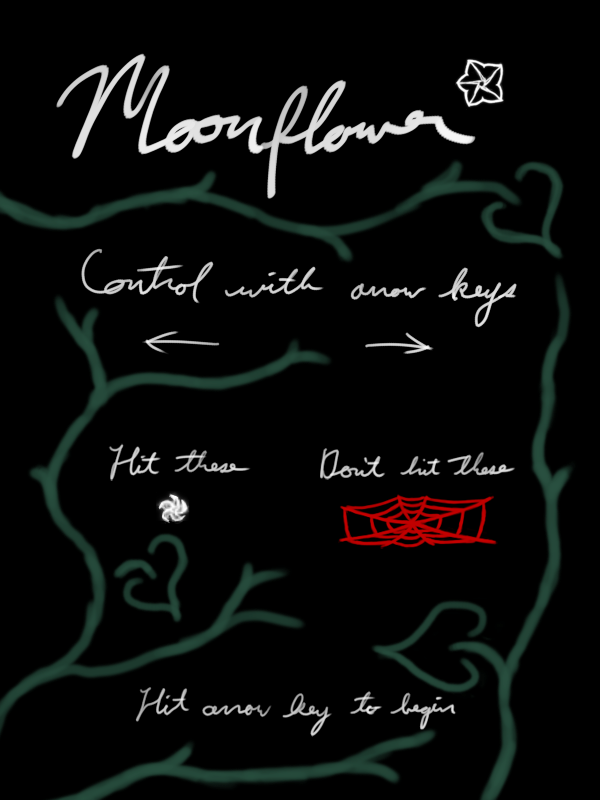 Moonflower
Control with arrow keys
Hit these Don't hit these
Hit arrow key to begin